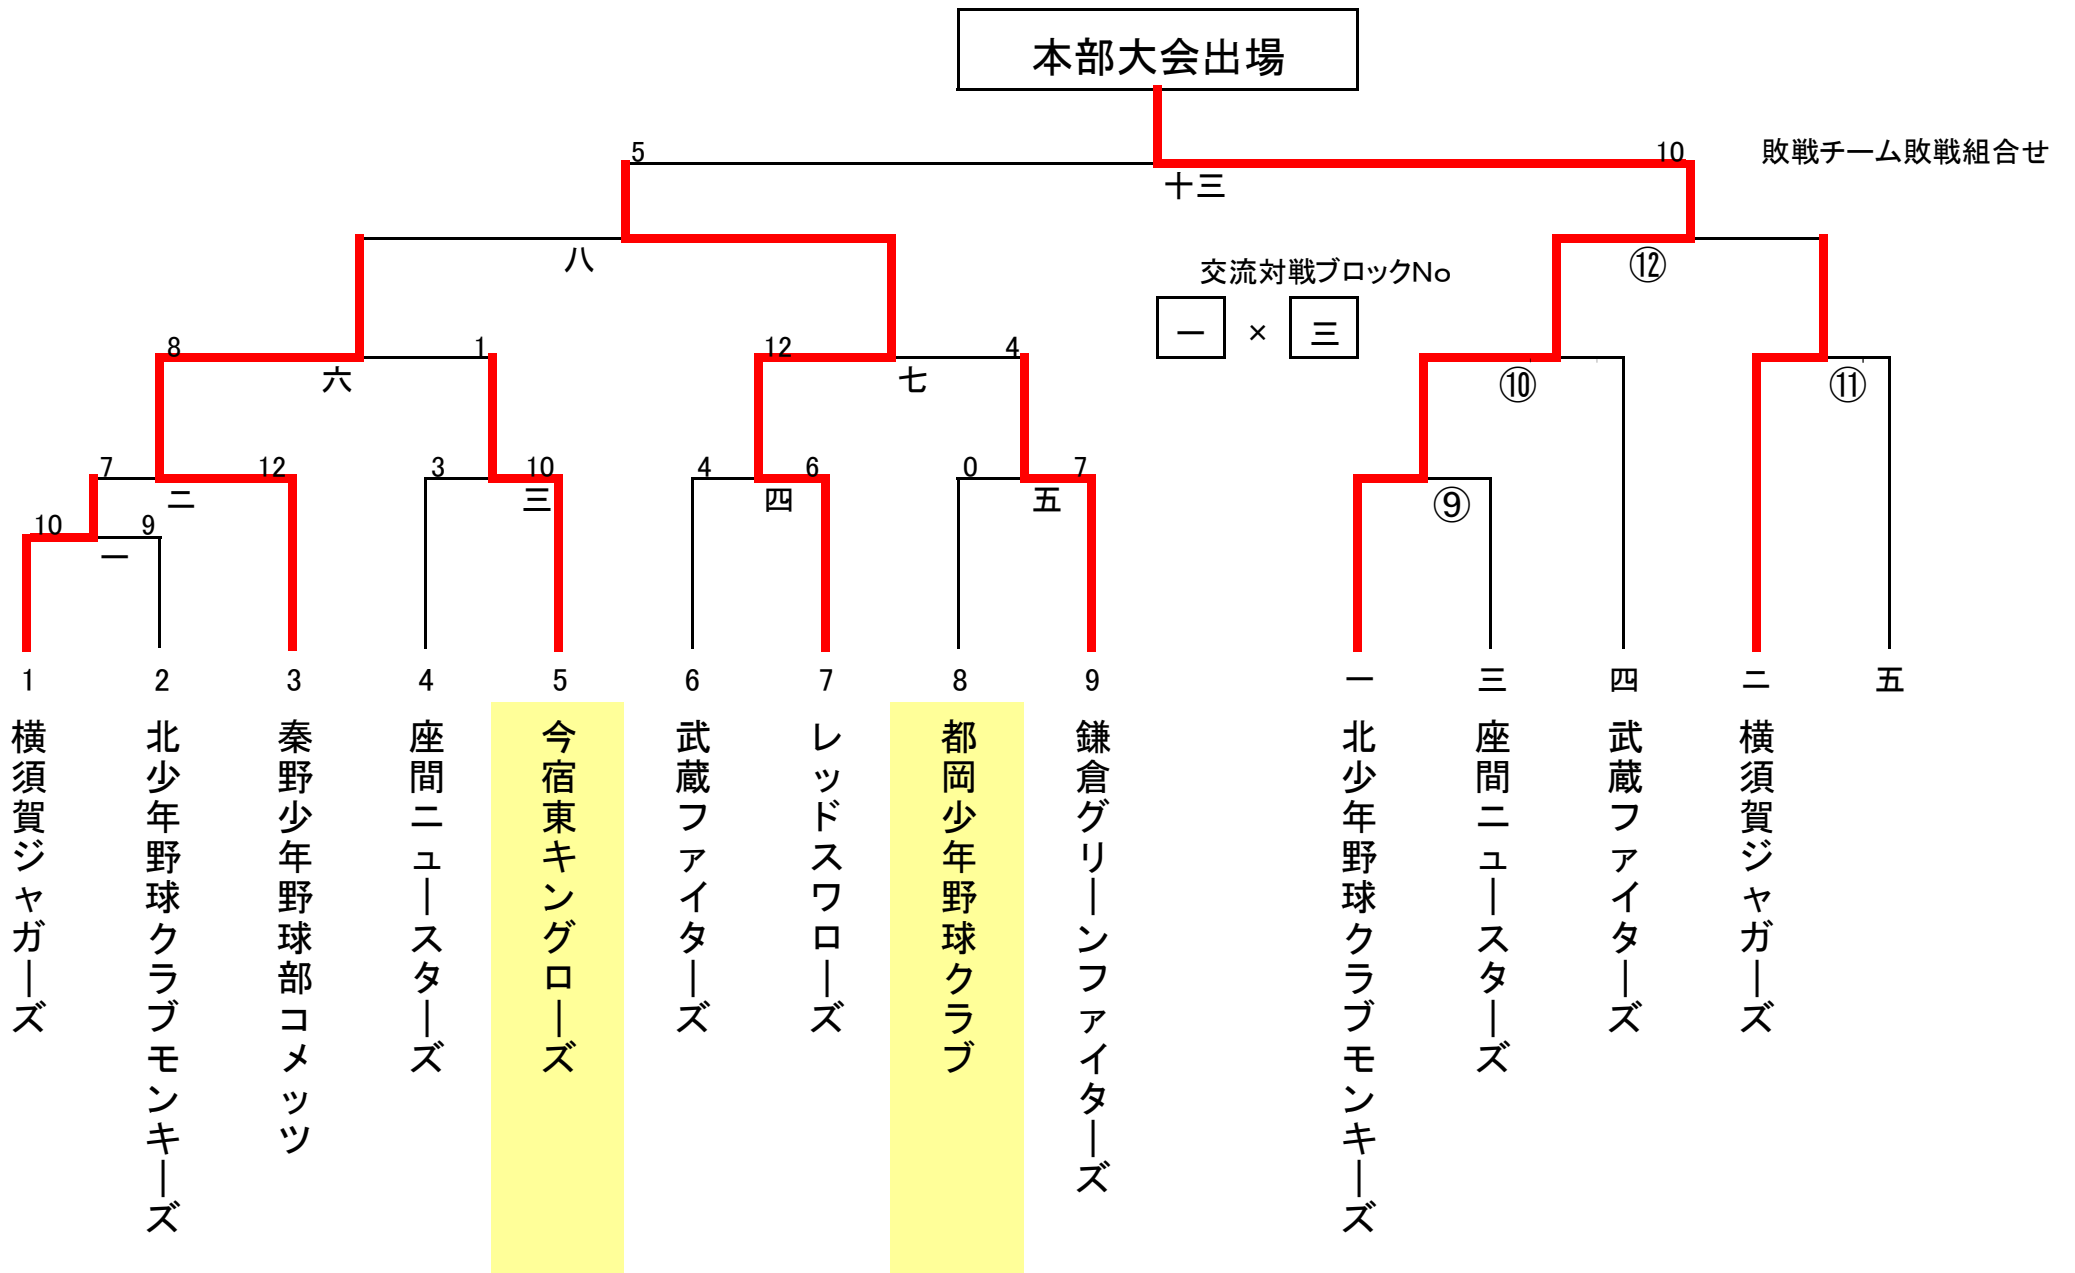 本部大会出場
5
10
敗戦チーム敗戦組合せ
十三
八
交流対戦ブロックNo
⑫
一 × 三
8
1
12
4
六
七
⑩
⑪
7
12
3
10
4
6
0
7
二
三
四
五
⑨
10
9
一
1
2
3
4
5
6
7
8
9
一
三
四
二
五
横須賀ジャガーズ
北少年野球クラブモンキーズ
秦野少年野球部コメッツ
座間ニュースターズ
今宿東キングローズ
武蔵ファイターズ
レッドスワローズ
都岡少年野球クラブ
鎌倉グリーンファイターズ
北少年野球クラブモンキーズ
座間ニュースターズ
武蔵ファイターズ
横須賀ジャガーズ